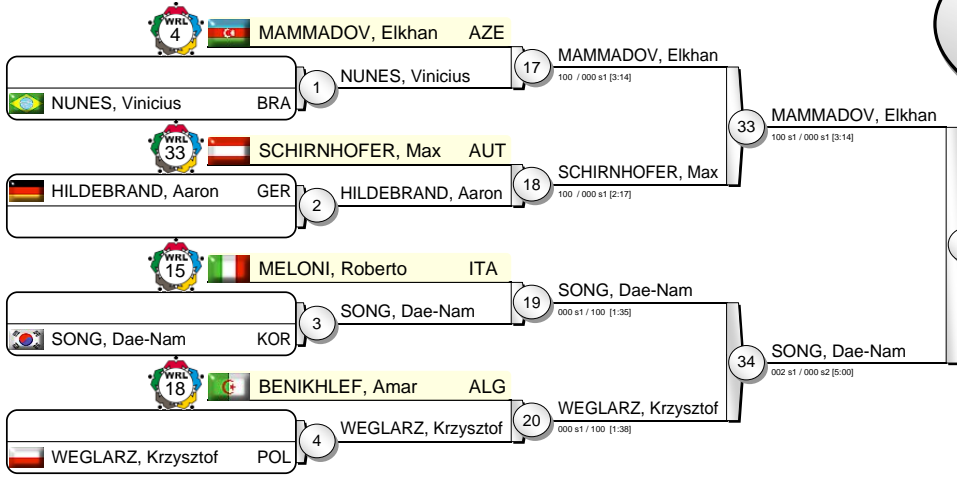 WRL
4
MAMMADOV, Elkhan AZE
NUNES, Vinicius BRA
1
NUNES, Vinicius
17
MAMMADOV, Elkhan
100 / 000 s1 [3:14]
WRL
33
SCHIRNHOFER, Max AUT
HILDEBRAND, Aaron GER
2
HILDEBRAND, Aaron
18
SCHIRNHOFER, Max
100 / 000 s1 [2:17]
33
MAMMADOV, Elkhan
100 s1 / 000 s1 [3:14]
WRL
15
MELONI, Roberto ITA
SONG, Dae-Nam KOR
3
SONG, Dae-Nam
19
SONG, Dae-Nam
000 s1 / 100 [1:35]
WRL
18
BENIKHLEF, Amar ALG
WEGLARZ, Krzysztof POL
4
WEGLARZ, Krzysztof
20
WEGLARZ, Krzysztof
000 s1 / 100 [1:38]
34
SONG, Dae-Nam
002 s1 / 000 s2 [5:00]